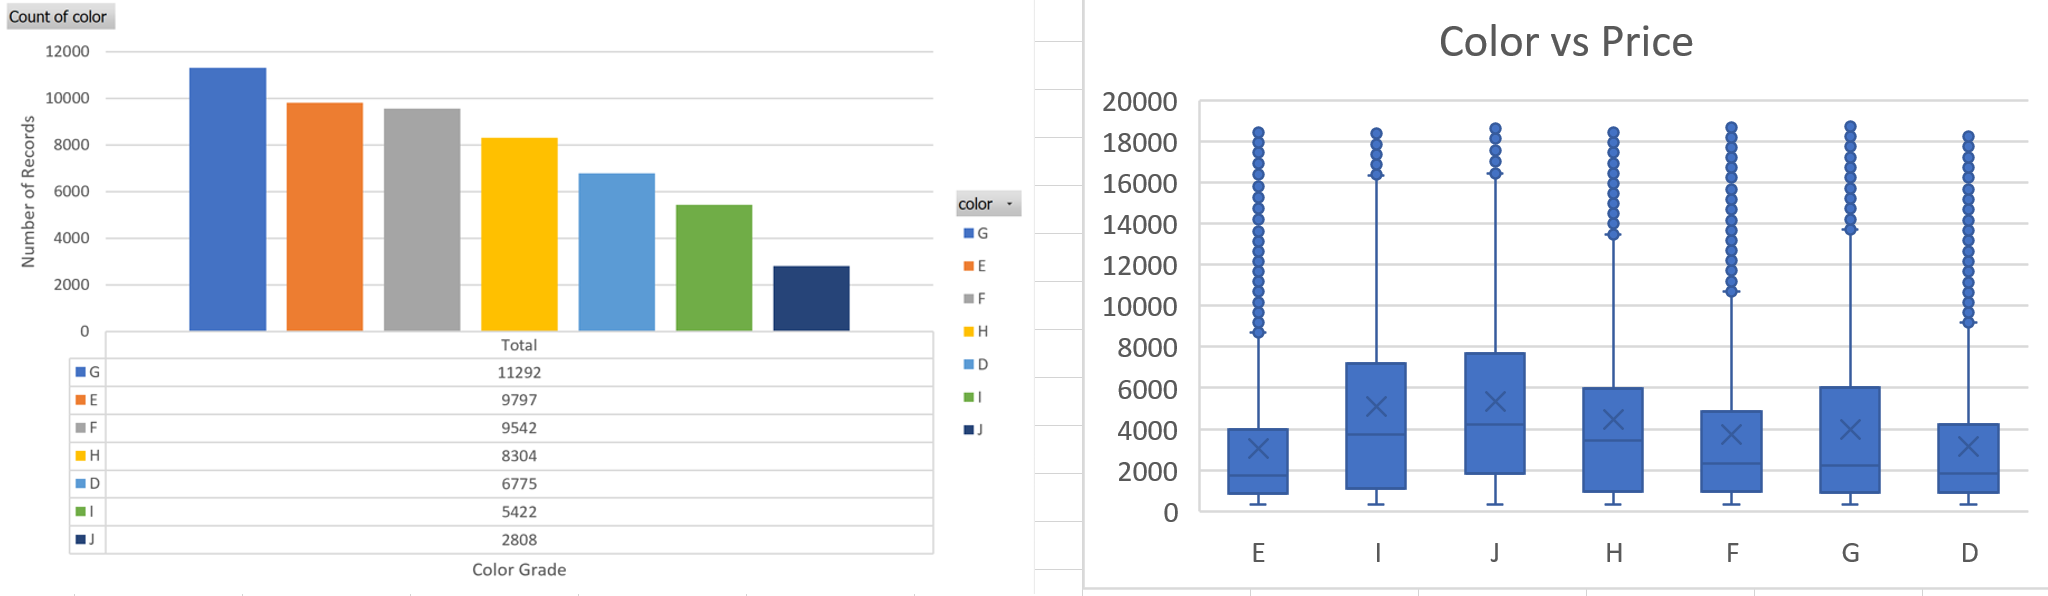 Count of color
12000
10000
8000
6000
4000
2000
0
Number of Records
Total
G 11292
E 9797
F 9542
H 8304
D 6775
I 5422
J 2808
Color Grade
color
G
E
F
H
D
I
J
Color vs Price
20000
18000
16000
14000
12000
10000
8000
6000
4000
2000
0
E I J H F G D